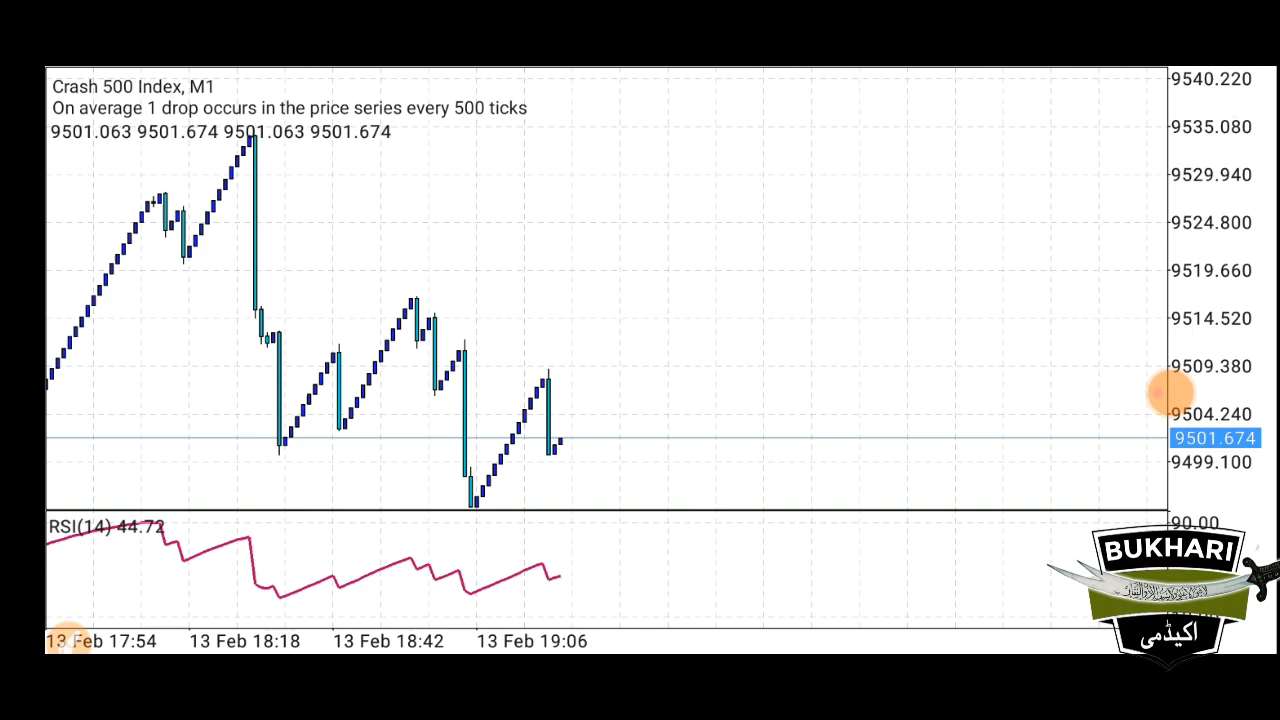 Crash 500 Index, M1
On average 1 drop occurs in the price series every 500 ticks
9501.063 9501.674 9501.063 9501.674
9540.220
9535.080
9529.940
9524.800
9519.660
9514.520
9509.380
9504.240
9501.674
9499.100
RSI(14) 44.72
90.00
BUKHARI
اکیڈمی
13 Feb 17:54
13 Feb 18:18
13 Feb 18:42
13 Feb 19:06